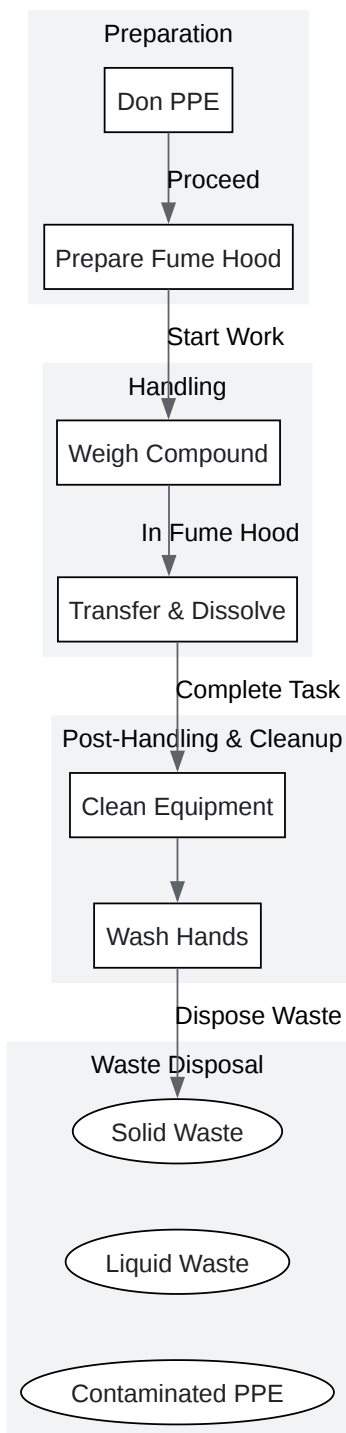 Preparation
Don PPE
Proceed
Prepare Fume Hood
Start Work
Handling
Weigh Compound
In Fume Hood
Transfer & Dissolve
Complete Task
Post-Handling & Cleanup
Clean Equipment
Wash Hands
Dispose Waste
Waste Disposal
Solid Waste
Liquid Waste
Contaminated PPE